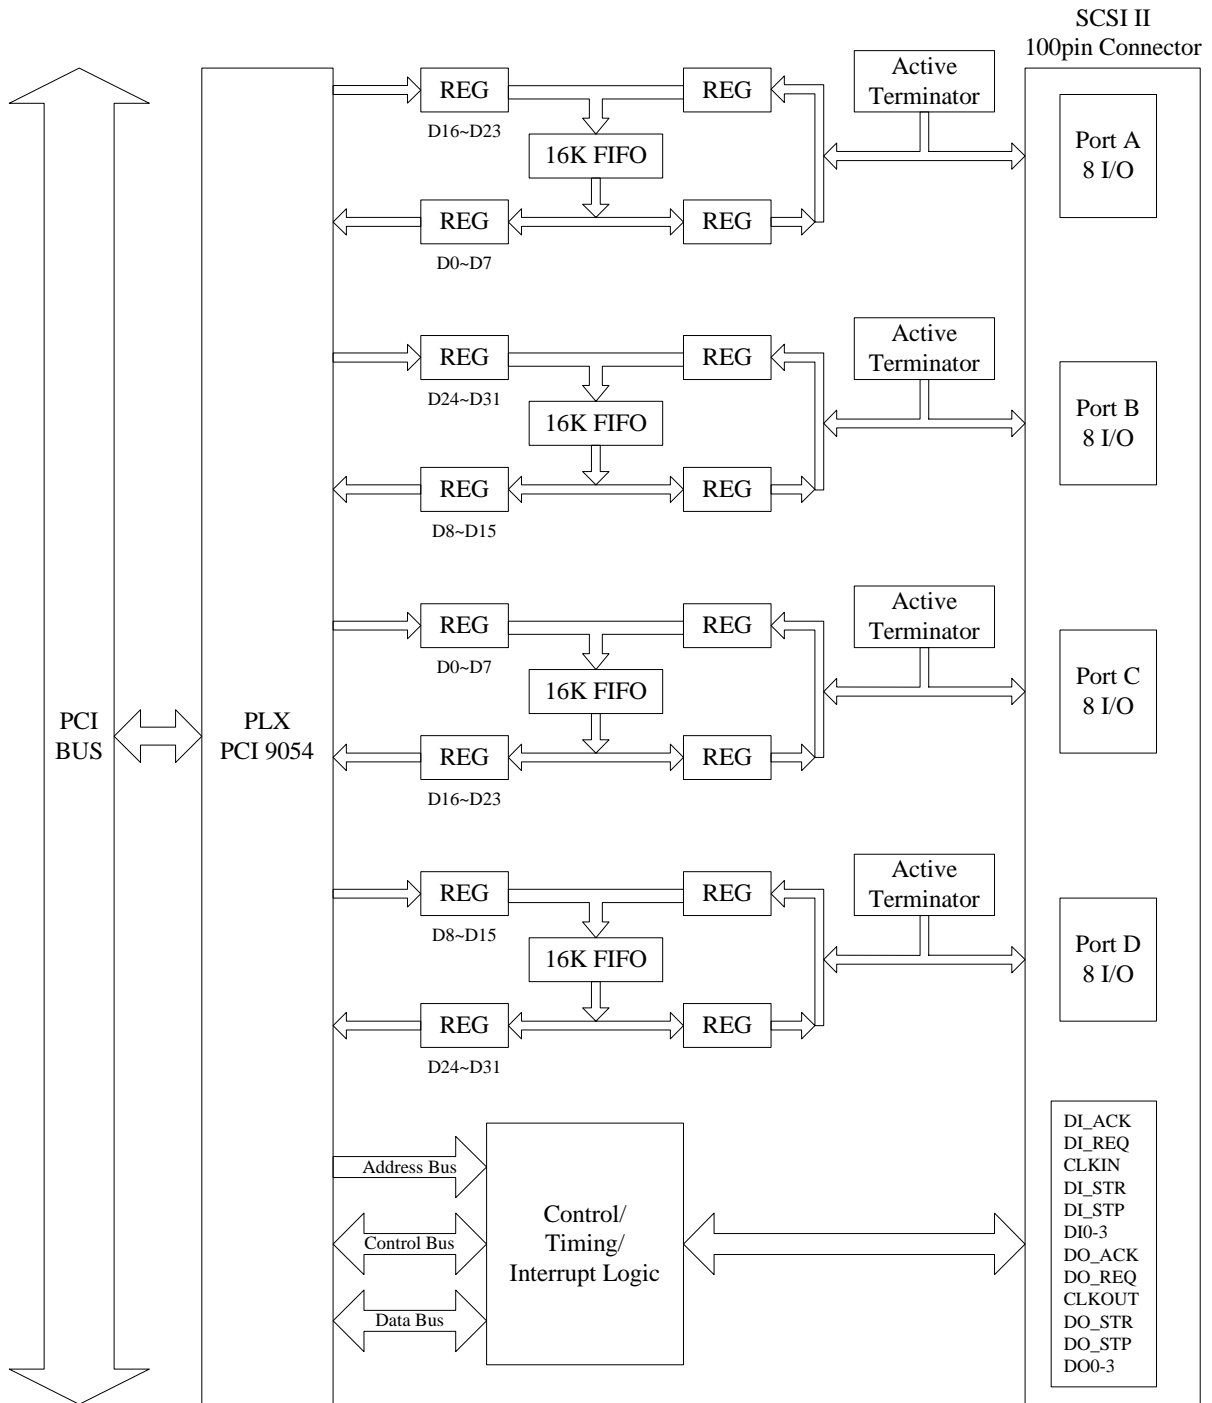 SCSI II
100pin Connector
REG
REG
Active
Terminator
D16~D23
16K FIFO
Port A
8 I/O
REG
REG
D0~D7
REG
REG
Active
Terminator
D24~D31
16K FIFO
Port B
8 I/O
REG
REG
D8~D15
REG
REG
Active
Terminator
D0~D7
16K FIFO
Port C
8 I/O
PCI
BUS
PLX
PCI 9054
REG
REG
D16~D23
REG
REG
Active
Terminator
D8~D15
16K FIFO
Port D
8 I/O
REG
REG
D24~D31
Address Bus
Control Bus
Data Bus
Control/
Timing/
Interrupt Logic
DI_ACK
DI_REQ
CLKIN
DI_STR
DI_STP
DI0-3
DO_ACK
DO_REQ
CLKOUT
DO_STR
DO_STP
DO0-3